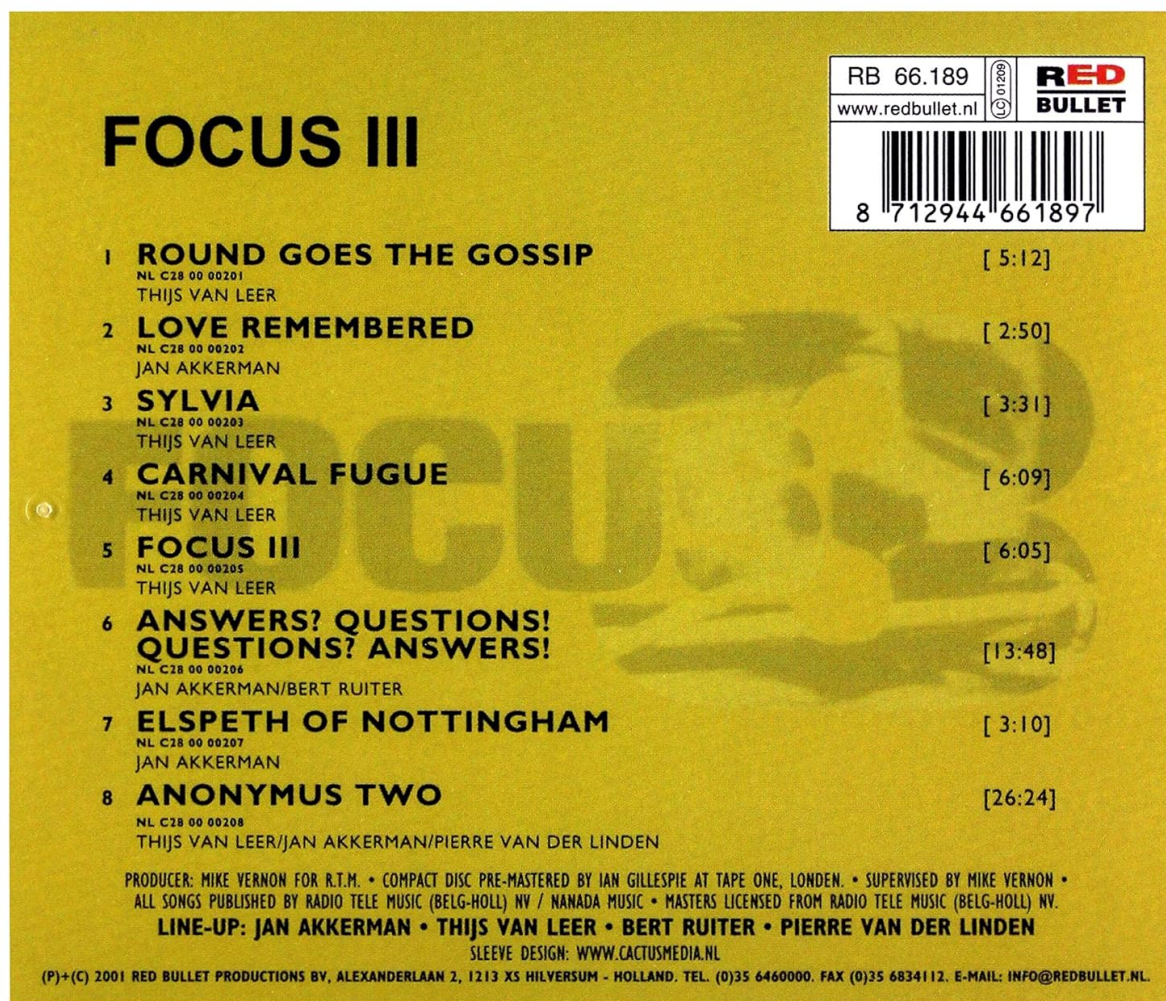 RB 66.189
LC 01209
RED
www.redbullet.nl
BULLET
FOCUS III
8 712944 661897
1 ROUND GOES THE GOSSIP [ 5:12]
NL C28 00 00201
THIJS VAN LEER
2 LOVE REMEMBERED [ 2:50]
NL C28 00 00202
JAN AKKERMAN
3 SYLVIA [ 3:31]
NL C28 00 00203
THIJS VAN LEER
FOCUS 3
4 CARNIVAL FUGUE [ 6:09]
NL C28 00 00204
THIJS VAN LEER
5 FOCUS III [ 6:05]
NL C28 00 00205
THIJS VAN LEER
6 ANSWERS? QUESTIONS!
QUESTIONS? ANSWERS! [13:48]
NL C28 00 00206
JAN AKKERMAN/BERT RUITER
7 ELSPETH OF NOTTINGHAM [ 3:10]
NL C28 00 00207
JAN AKKERMAN
8 ANONYMUS TWO [26:24]
NL C28 00 00208
THIJS VAN LEER/JAN AKKERMAN/PIERRE VAN DER LINDEN
PRODUCER: MIKE VERNON FOR R.T.M. • COMPACT DISC PRE-MASTERED BY IAN GILLESPIE AT TAPE ONE, LONDEN. • SUPERVISED BY MIKE VERNON •
ALL SONGS PUBLISHED BY RADIO TELE MUSIC (BELG-HOLL) NV / NANADA MUSIC • MASTERS LICENSED FROM RADIO TELE MUSIC (BELG-HOLL) NV.
LINE-UP: JAN AKKERMAN • THIJS VAN LEER • BERT RUITER • PIERRE VAN DER LINDEN
SLEEVE DESIGN: WWW.CACTUSMEDIA.NL
(P)+(C) 2001 RED BULLET PRODUCTIONS BV, ALEXANDERLAAN 2, 1213 XS HILVERSUM - HOLLAND. TEL. (0)35 6460000. FAX (0)35 6834112. E-MAIL: INFO@REDBULLET.NL.